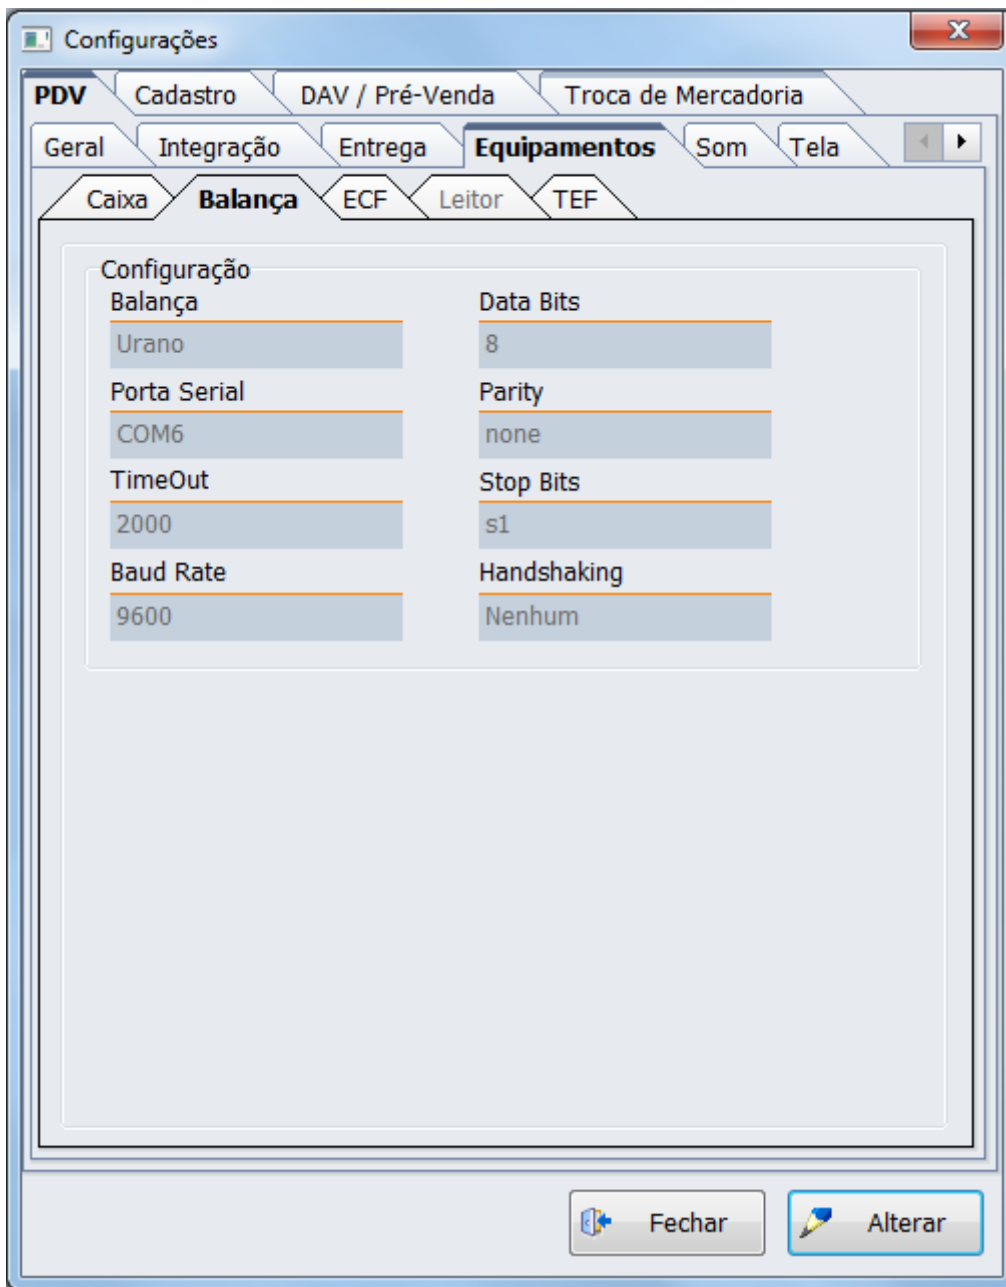 Configurações
PDV Cadastro DAV / Pré-Venda Troca de Mercadoria
Geral Integração Entrega Equipamentos Som Tela
Caixa Balança ECF Leitor TEF
Configuração
Balança Data Bits
Urano 8
Porta Serial Parity
COM6 none
TimeOut Stop Bits
2000 s1
Baud Rate Handshaking
9600 Nenhum
Fechar Alterar